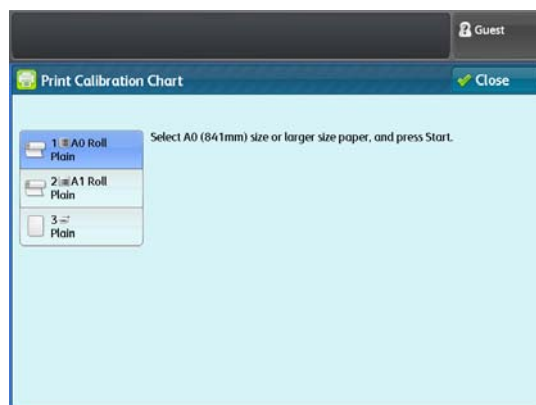 Guest
Print Calibration Chart
Close
1 A0 Roll
Plain
Select A0 (841mm) size or larger size paper, and press Start.
2 A1 Roll
Plain
3
Plain